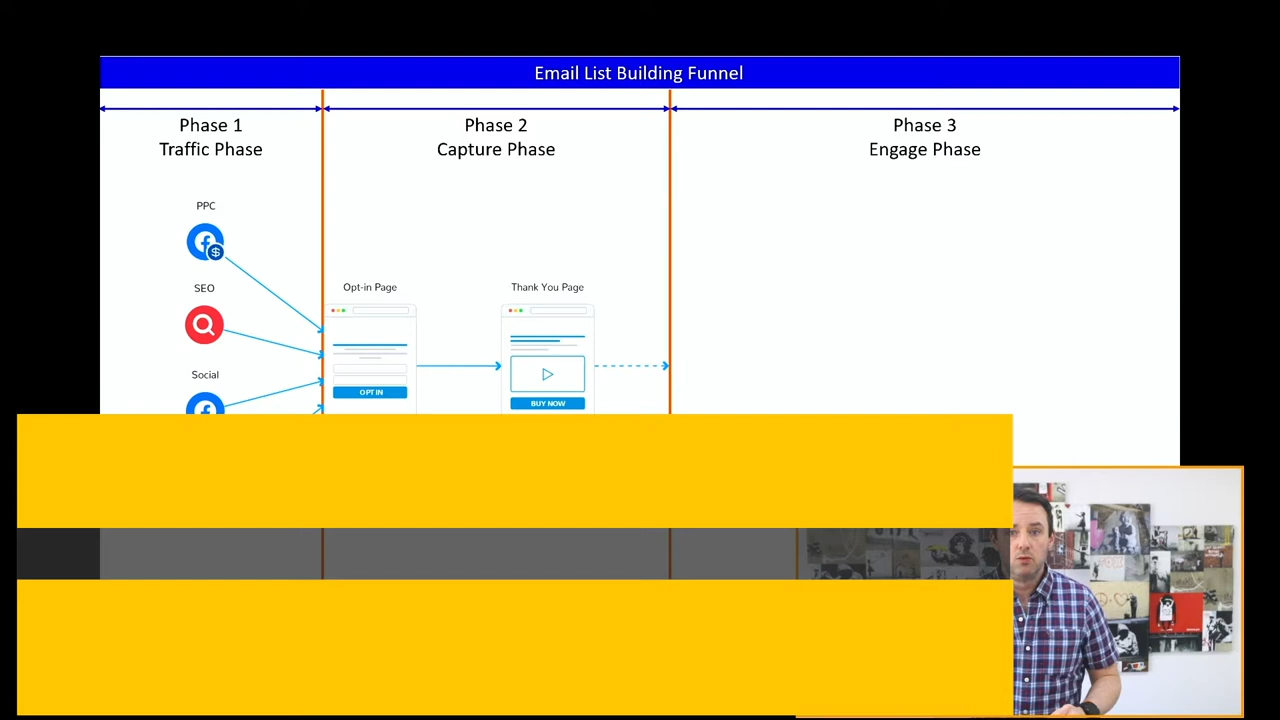 Email List Building Funnel
Phase 1
Traffic Phase
Phase 2
Capture Phase
Phase 3
Engage Phase
PPC
$
SEO
Social
Opt-in Page
OPT IN
Thank You Page
BUY NOW